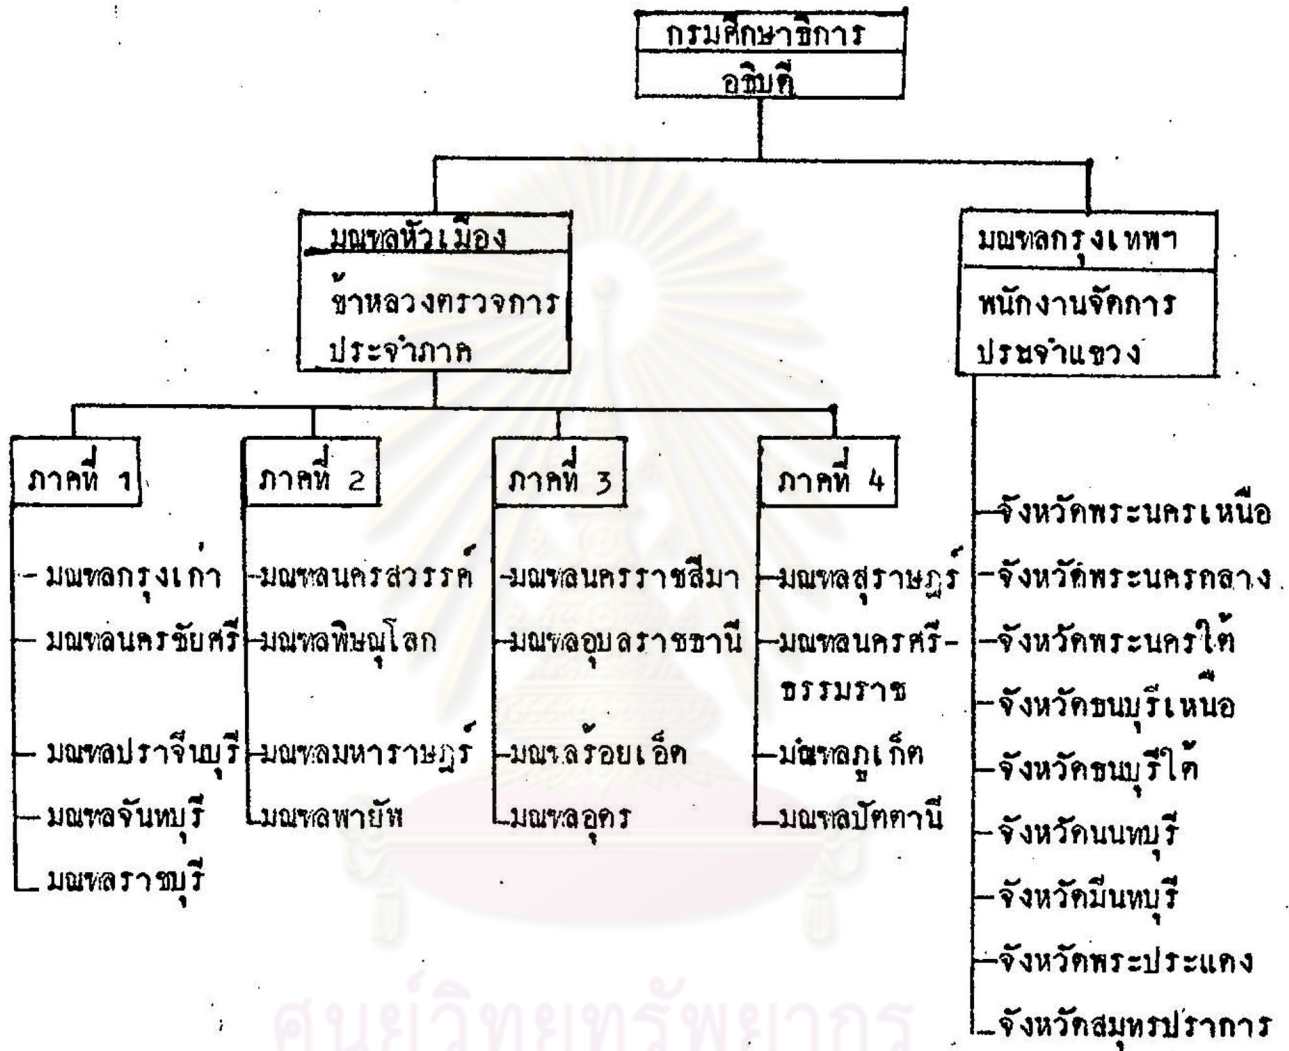 กรมศึกษาธิการ
อธิบดี
มณฑลหัวเมือง
ข้าหลวงตรวจการ
ประจำภาค
มณฑลกรุงเทพฯ
พนักงานจัดการ
ประจำแขวง
ภาคที่ 1
มณฑลกรุงเก่า
มณฑลนครชัยศรี
มณฑลปราจีนบุรี
มณฑลจันทบุรี
มณฑลราชบุรี
ภาคที่ 2
มณฑลนครสวรรค์
มณฑลพิษณุโลก
มณฑลมหาราษฎร์
มณฑลพายัพ
ภาคที่ 3
มณฑลนครราชสีมา
มณฑลอุบลราชธานี
มณฑลร้อยเอ็ด
มณฑลอุดร
ภาคที่ 4
มณฑลสุราษฎร์
มณฑลนครศรี-
ธรรมราช
มณฑลภูเก็ต
มณฑลปัตตานี
จังหวัดพระนครเหนือ
จังหวัดพระนครกลาง
จังหวัดพระนครใต้
จังหวัดธนบุรีเหนือ
จังหวัดธนบุรีใต้
จังหวัดนนทบุรี
จังหวัดมีนบุรี
จังหวัดพระประแดง
จังหวัดสมุทรปราการ
ศูนย์วิทยทรัพยากร